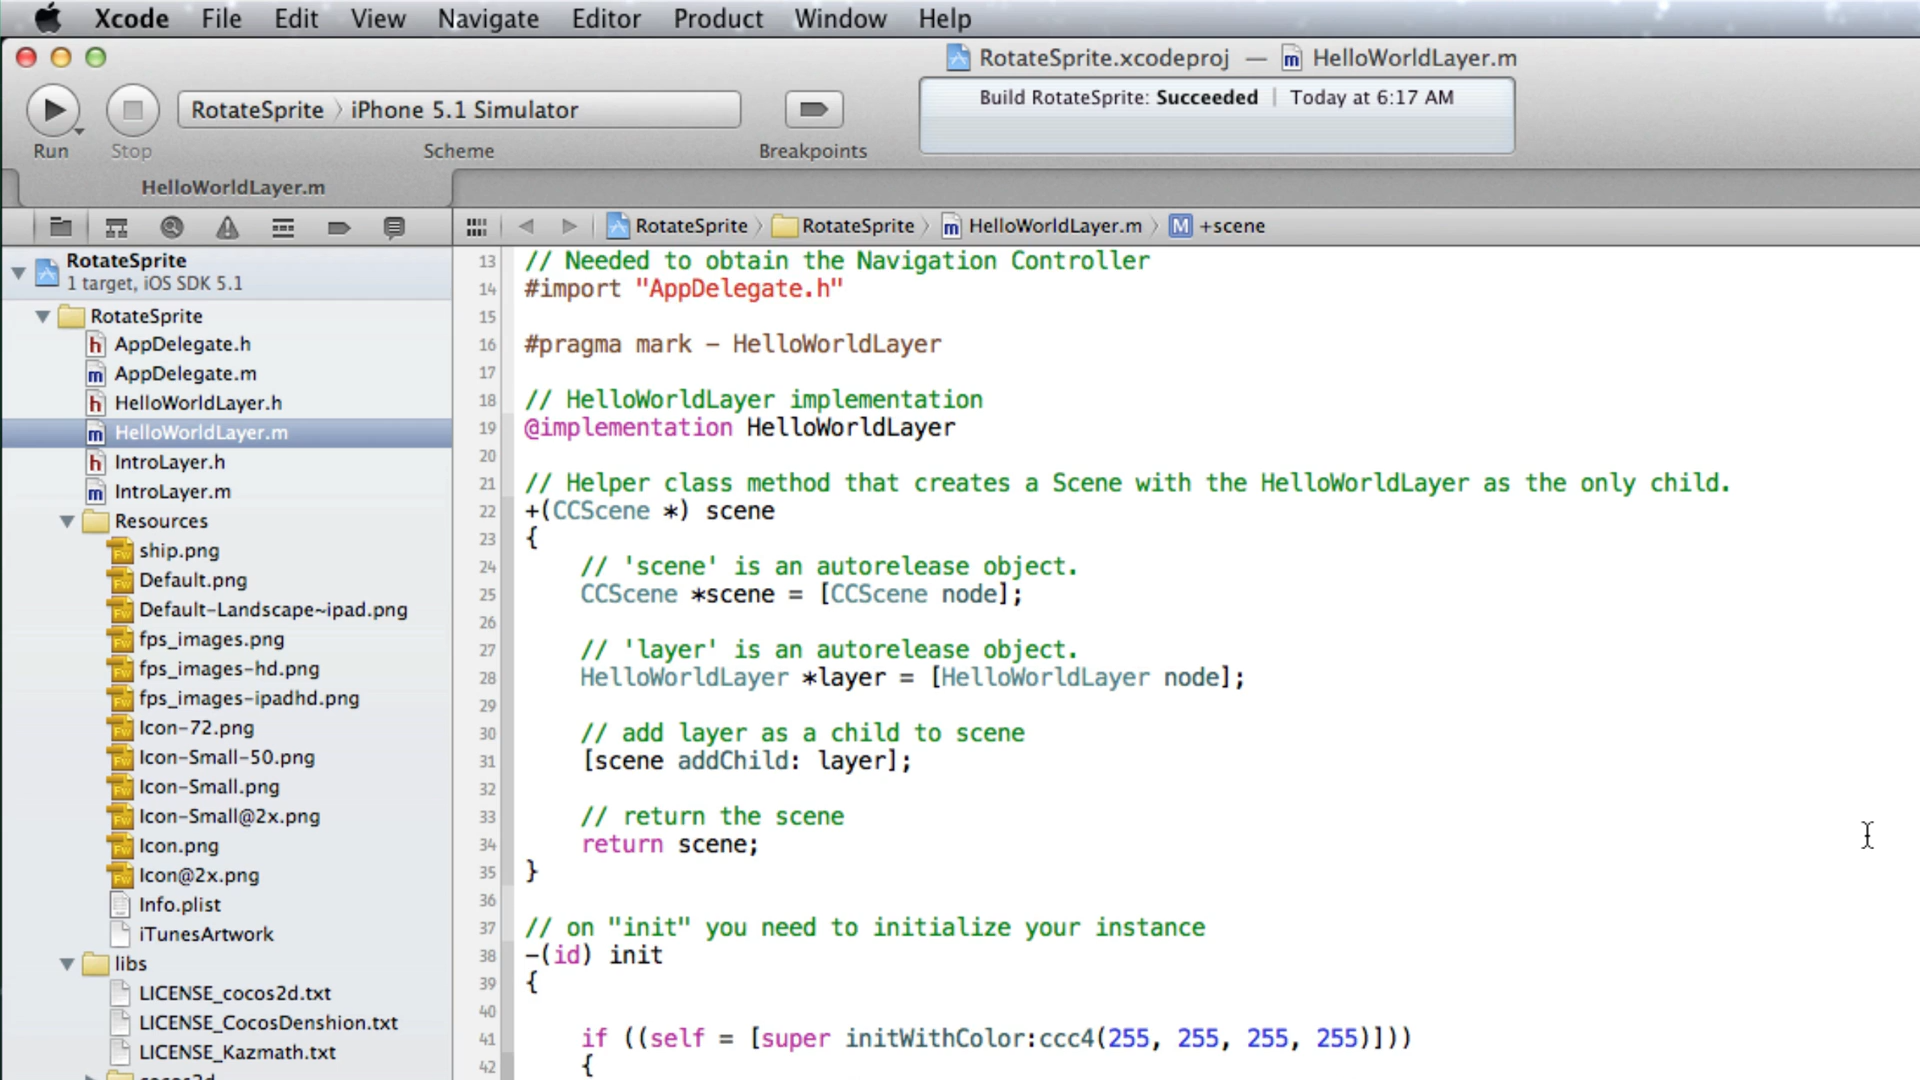 Xcode File Edit View Navigate Editor Product Window Help
RotateSprite.xcodeproj — HelloWorldLayer.m
RotateSprite 〉 iPhone 5.1 Simulator
Build RotateSprite: Succeeded | Today at 6:17 AM
Run Stop Scheme Breakpoints
HelloWorldLayer.m
RotateSprite 〉 RotateSprite 〉 HelloWorldLayer.m 〉 M +scene
RotateSprite
1 target, iOS SDK 5.1
RotateSprite
h AppDelegate.h
m AppDelegate.m
h HelloWorldLayer.h
m HelloWorldLayer.m
h IntroLayer.h
m IntroLayer.m
Resources
ship.png
Default.png
Default-Landscape~ipad.png
fps_images.png
fps_images-hd.png
fps_images-ipadhd.png
Icon-72.png
Icon-Small-50.png
Icon-Small.png
Icon-Small@2x.png
Icon.png
Icon@2x.png
Info.plist
iTunesArtwork
libs
LICENSE_cocos2d.txt
LICENSE_CocosDenshion.txt
LICENSE_Kazmath.txt
cocos2d
13 // Needed to obtain the Navigation Controller
14 #import "AppDelegate.h"
15
16 #pragma mark - HelloWorldLayer
17
18 // HelloWorldLayer implementation
19 @implementation HelloWorldLayer
20
21 // Helper class method that creates a Scene with the HelloWorldLayer as the only child.
22 +(CCScene *) scene
23 {
24 // 'scene' is an autorelease object.
25 CCScene *scene = [CCScene node];
26
27 // 'layer' is an autorelease object.
28 HelloWorldLayer *layer = [HelloWorldLayer node];
29
30 // add layer as a child to scene
31 [scene addChild: layer];
32
33 // return the scene
34 return scene;
35 }
36
37 // on "init" you need to initialize your instance
38 -(id) init
39 {
40
41 if ((self = [super initWithColor:ccc4(255, 255, 255, 255)]))
42 {